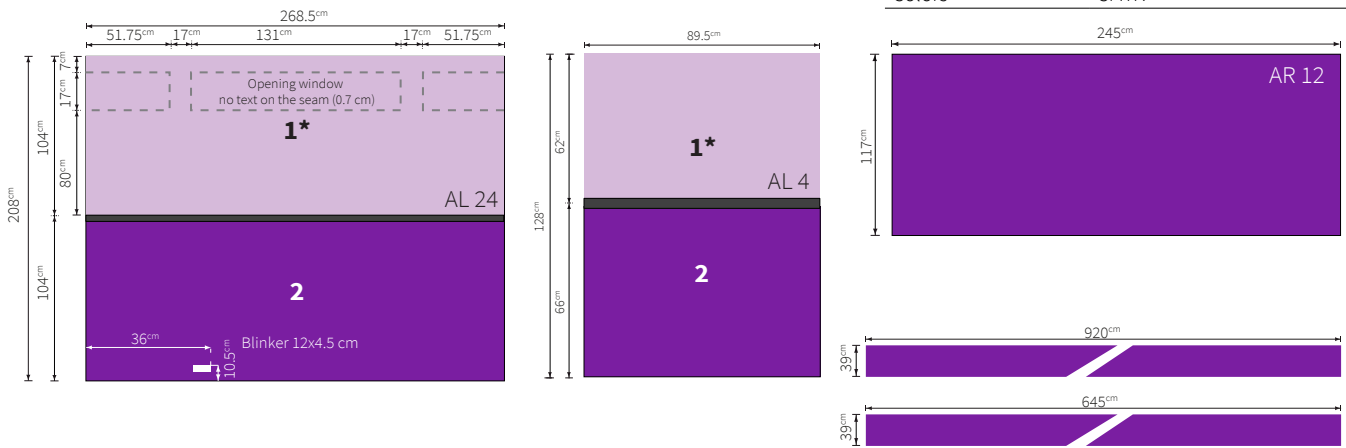 268.5cm
51.75cm 17cm 131cm 17cm 51.75cm
7cm
17cm
80cm
104cm
104cm
208cm
Opening window
no text on the seam (0.7 cm)
1*
AL 24
2
36cm
Blinker 12x4.5 cm
10.5cm
89.5cm
62cm
66cm
128cm
1*
AL 4
2
245cm
117cm
AR 12
920cm
39cm
645cm
39cm